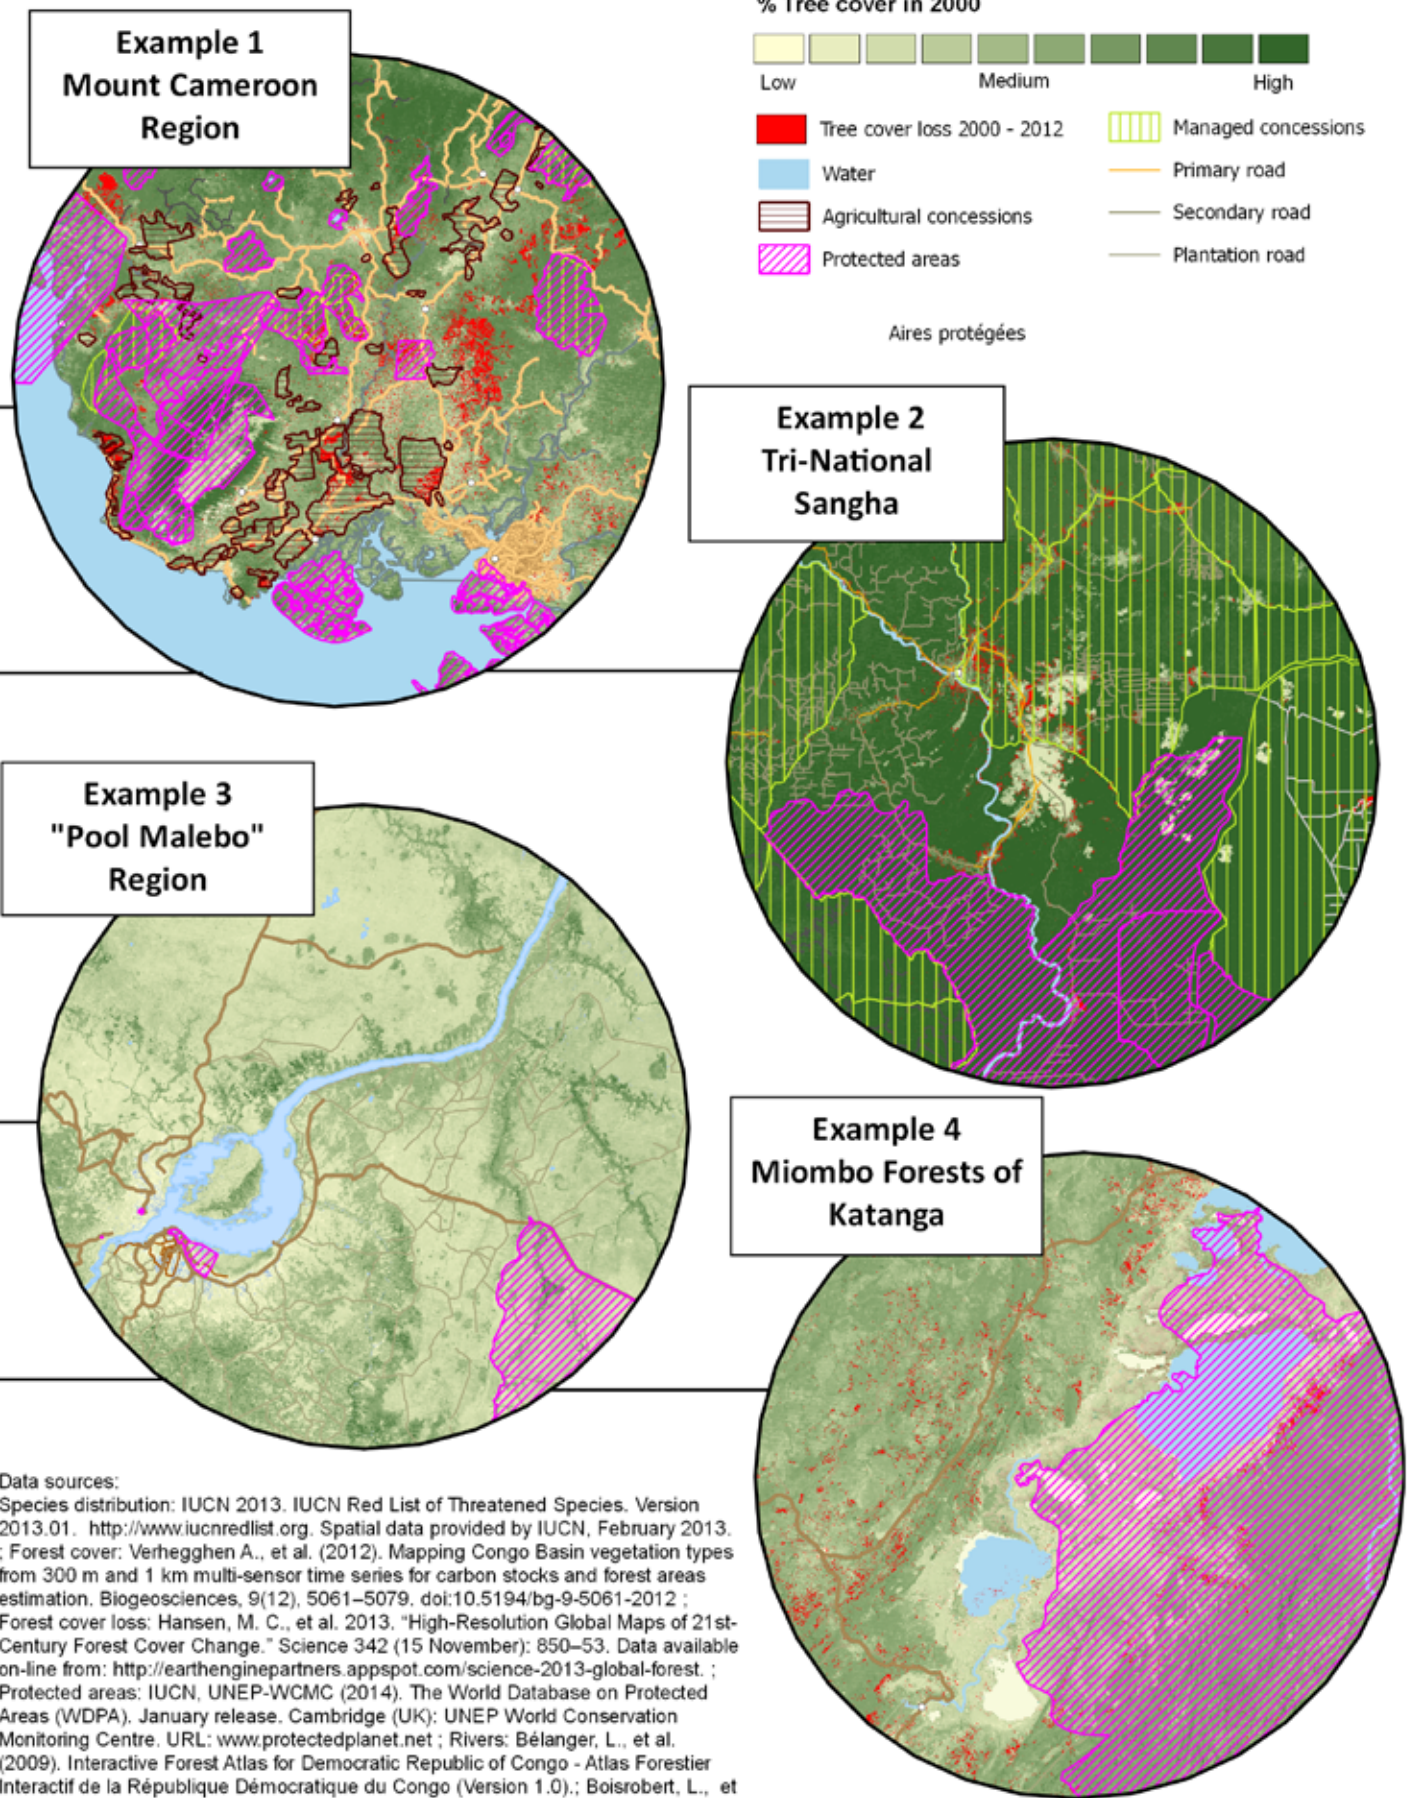 % Tree cover in 2000
Low
Medium
High
Tree cover loss 2000 - 2012
Managed concessions
Water
Primary road
Agricultural concessions
Secondary road
Protected areas
Plantation road
Aires protégées
Example 1
Mount Cameroon
Region
Example 2
Tri-National
Sangha
Example 3
"Pool Malebo"
Region
Example 4
Miombo Forests of
Katanga
Data sources:
Species distribution: IUCN 2013. IUCN Red List of Threatened Species. Version
2013.01. http://www.iucnredlist.org. Spatial data provided by IUCN, February 2013.
; Forest cover: Verhegghen A., et al. (2012). Mapping Congo Basin vegetation types
from 300 m and 1 km multi-sensor time series for carbon stocks and forest areas
estimation. Biogeosciences, 9(12), 5061–5079. doi:10.5194/bg-9-5061-2012 ;
Forest cover loss: Hansen, M. C., et al. 2013. “High-Resolution Global Maps of 21st-
Century Forest Cover Change.” Science 342 (15 November): 850–53. Data available
on-line from: http://earthenginepartners.appspot.com/science-2013-global-forest. ;
Protected areas: IUCN, UNEP-WCMC (2014). The World Database on Protected
Areas (WDPA). January release. Cambridge (UK): UNEP World Conservation
Monitoring Centre. URL: www.protectedplanet.net ; Rivers: Bélanger, L., et al.
(2009). Interactive Forest Atlas for Democratic Republic of Congo - Atlas Forestier
Interactif de la République Démocratique du Congo (Version 1.0).; Boisrobert, L., et